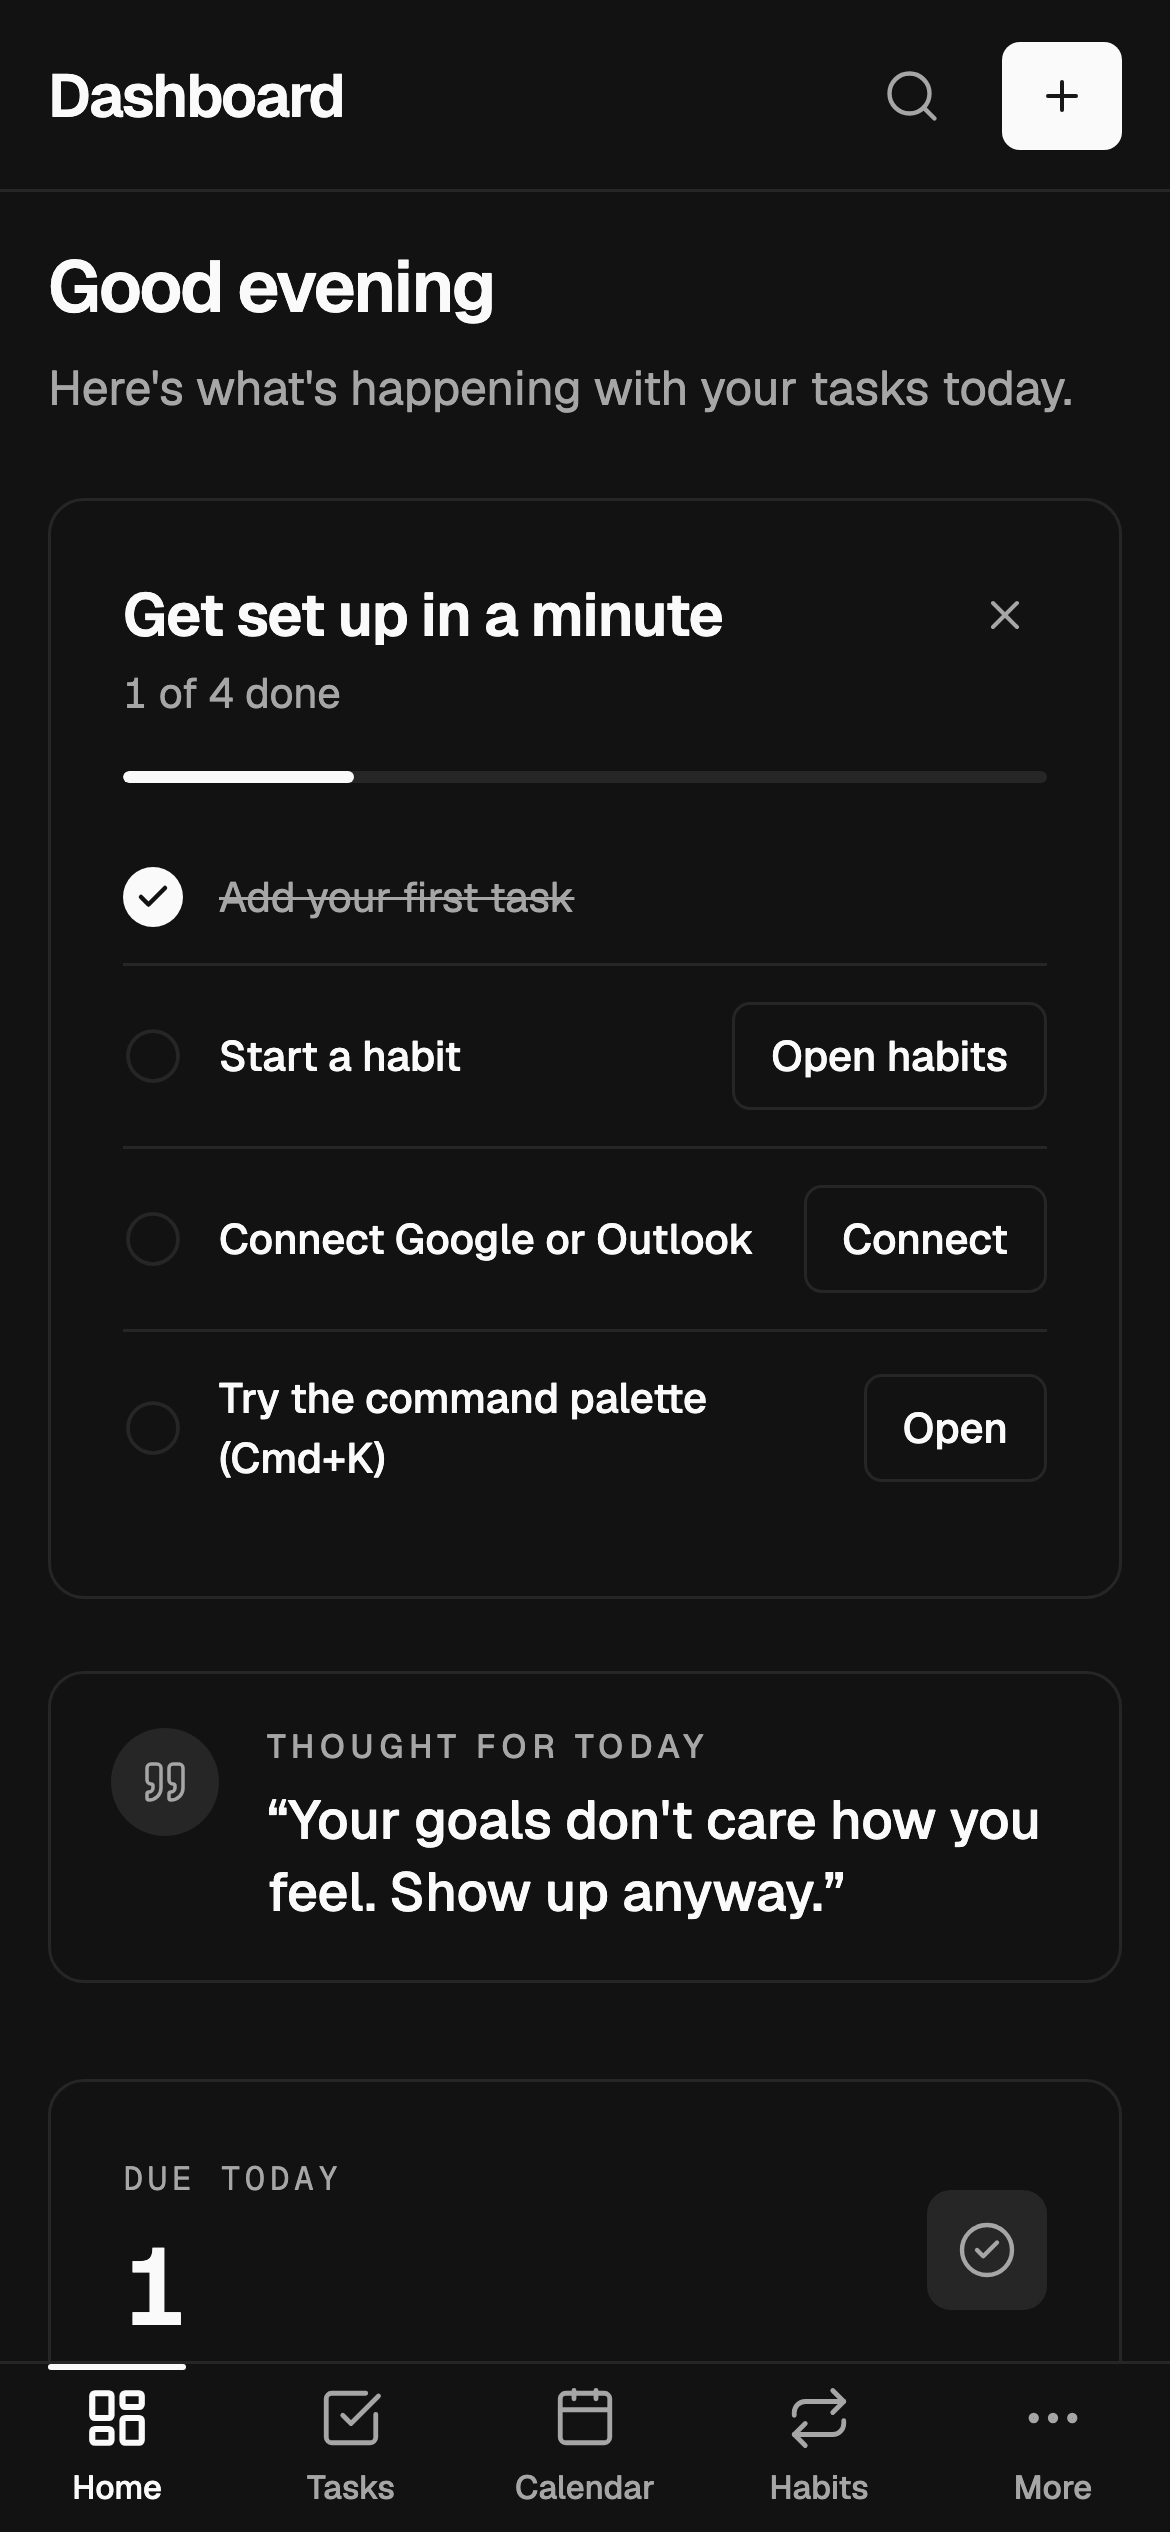 Dashboard
Good evening
Here's what's happening with your tasks today.
Get set up in a minute
1 of 4 done
Add your first task
Start a habit
Open habits
Connect Google or Outlook
Connect
Try the command palette
(Cmd+K)
Open
THOUGHT FOR TODAY
“Your goals don't care how you
feel. Show up anyway.”
DUE TODAY
1
Home
Tasks
Calendar
Habits
More